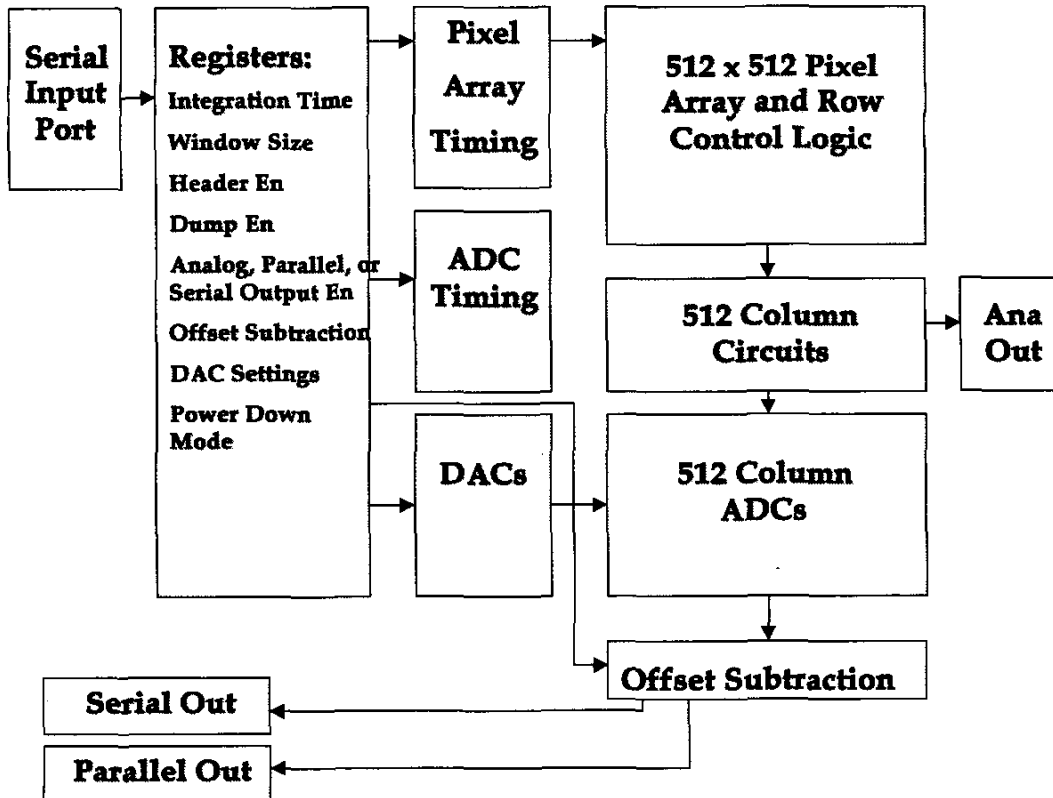 Serial
Input
Port
Registers:
Integration Time
Window Size
Header En
Dump En
Analog, Parallel, or
Serial Output En
Offset Subtraction
DAC Settings
Power Down
Mode
Pixel
Array
Timing
ADC
Timing
DACs
512 x 512 Pixel
Array and Row
Control Logic
512 Column
Circuits
Ana
Out
512 Column
ADCs
Offset Subtraction
Serial Out
Parallel Out